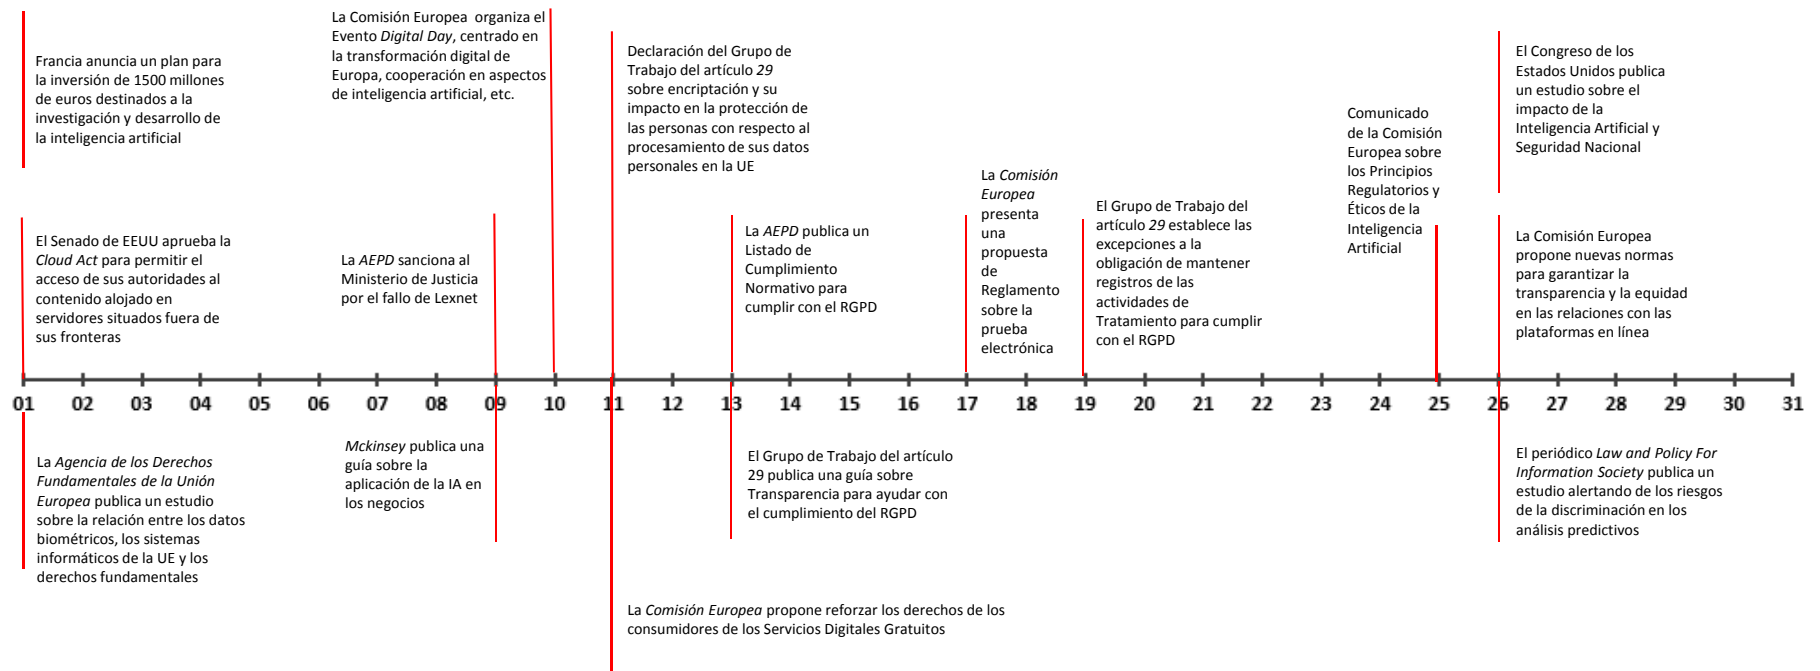 Francia anuncia un plan para
la inversión de 1500 millones
de euros destinados a la
investigación y desarrollo de
la inteligencia artificial
La Comisión Europea organiza el
Evento Digital Day, centrado en
la transformación digital de
Europa, cooperación en aspectos
de inteligencia artificial, etc.
Declaración del Grupo de
Trabajo del artículo 29
sobre encriptación y su
impacto en la protección de
las personas con respecto al
procesamiento de sus datos
personales en la UE
Comunicado
de la Comisión
Europea sobre
los Principios
Regulatorios y
Éticos de la
Inteligencia
Artificial
El Congreso de los
Estados Unidos publica
un estudio sobre el
impacto de la
Inteligencia Artificial y
Seguridad Nacional
El Senado de EEUU aprueba la
Cloud Act para permitir el
acceso de sus autoridades al
contenido alojado en
servidores situados fuera de
sus fronteras
La AEPD sanciona al
Ministerio de Justicia
por el fallo de Lexnet
La AEPD publica un
Listado de
Cumplimiento
Normativo para
cumplir con el RGPD
La Comisión
Europea
presenta
una
propuesta
de
Reglamento
sobre la
prueba
electrónica
El Grupo de Trabajo del
artículo 29 establece las
excepciones a la
obligación de mantener
registros de las
actividades de
Tratamiento para cumplir
con el RGPD
La Comisión Europea
propone nuevas normas
para garantizar la
transparencia y la equidad
en las relaciones con las
plataformas en línea
01 02 03 04 05 06 07 08 09 10 11 12 13 14 15 16 17 18 19 20 21 22 23 24 25 26 27 28 29 30 31
La Agencia de los Derechos
Fundamentales de la Unión
Europea publica un estudio
sobre la relación entre los datos
biométricos, los sistemas
informáticos de la UE y los
derechos fundamentales
Mckinsey publica una
guía sobre la
aplicación de la IA en
los negocios
El Grupo de Trabajo del artículo
29 publica una guía sobre
Transparencia para ayudar con
el cumplimiento del RGPD
El periódico Law and Policy For
Information Society publica un
estudio alertando de los riesgos
de la discriminación en los
análisis predictivos
La Comisión Europea propone reforzar los derechos de los
consumidores de los Servicios Digitales Gratuitos